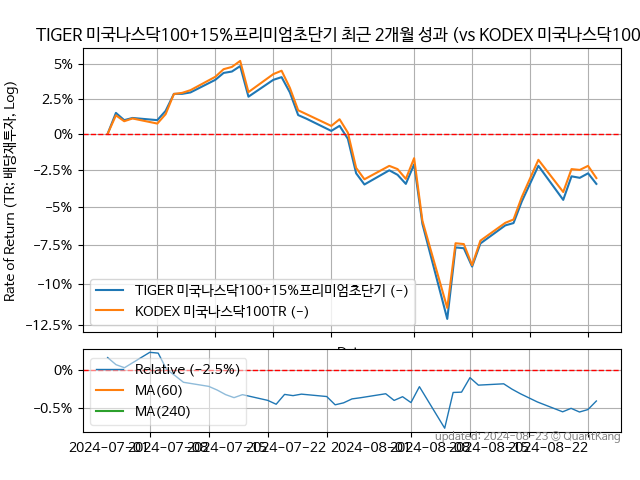 TIGER 미국나스닥100+15%프리미엄초단기 최근 2개월 성과 (vs KODEX 미국나스닥100
5%
2.5%
0%
−2.5%
−5%
−7.5%
−10%
−12.5%
Rate of Return (TR: 배당재투자, Log)
TIGER 미국나스닥100+15%프리미엄초단기 (−)
KODEX 미국나스닥100TR (−)
0%
−0.5%
Relative (−2.5%)
MA(60)
MA(240)
updated: 2024−08−23 © QuantKang
2024−07−01
2024−07−08
2024−07−15
2024−07−22
2024−08−01
2024−08−08
2024−08−15
2024−08−22